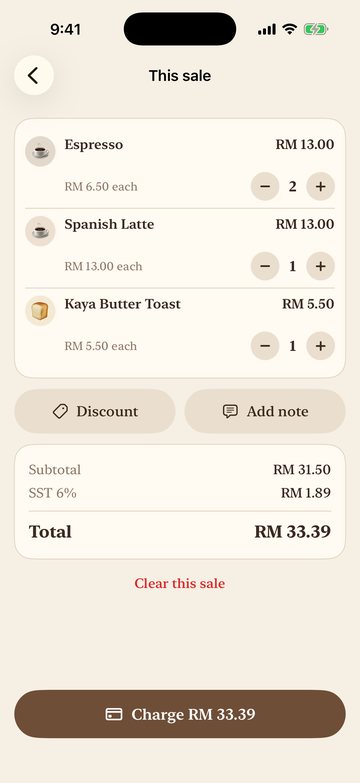 9:41
This sale
Espresso RM 13.00
RM 6.50 each − 2 +
Spanish Latte RM 13.00
RM 13.00 each − 1 +
Kaya Butter Toast RM 5.50
RM 5.50 each − 1 +
Discount Add note
Subtotal RM 31.50
SST 6% RM 1.89
Total RM 33.39
Clear this sale
Charge RM 33.39